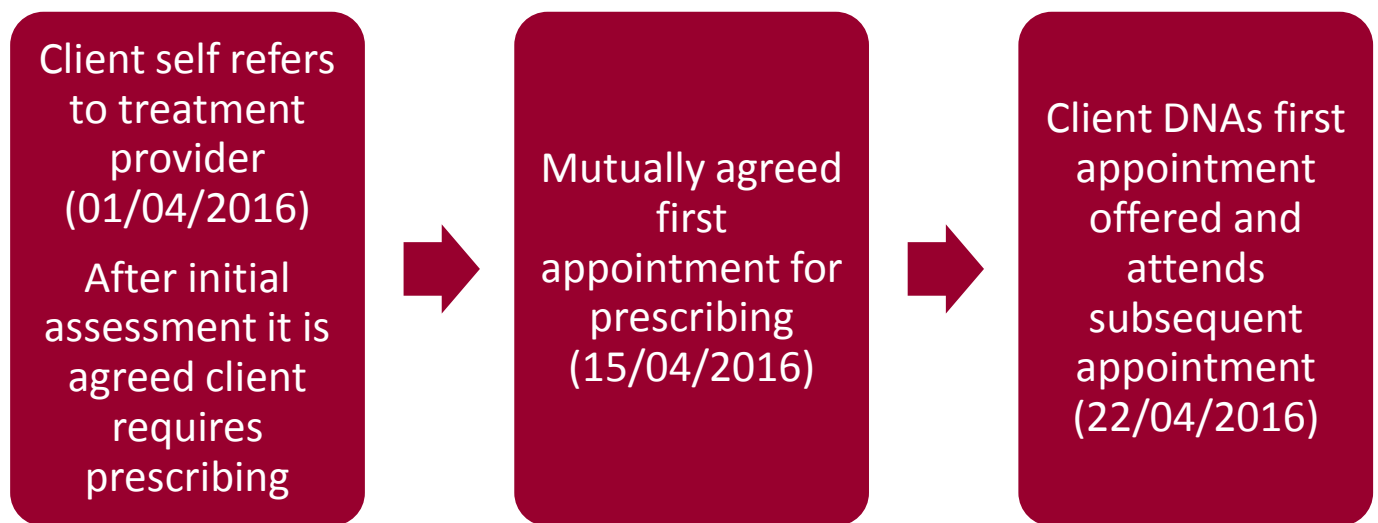 Client self refers
to treatment
provider
(01/04/2016)
After initial
assessment it is
agreed client
requires
prescribing
Mutually agreed
first
appointment for
prescribing
(15/04/2016)
Client DNAs first
appointment
offered and
attends
subsequent
appointment
(22/04/2016)